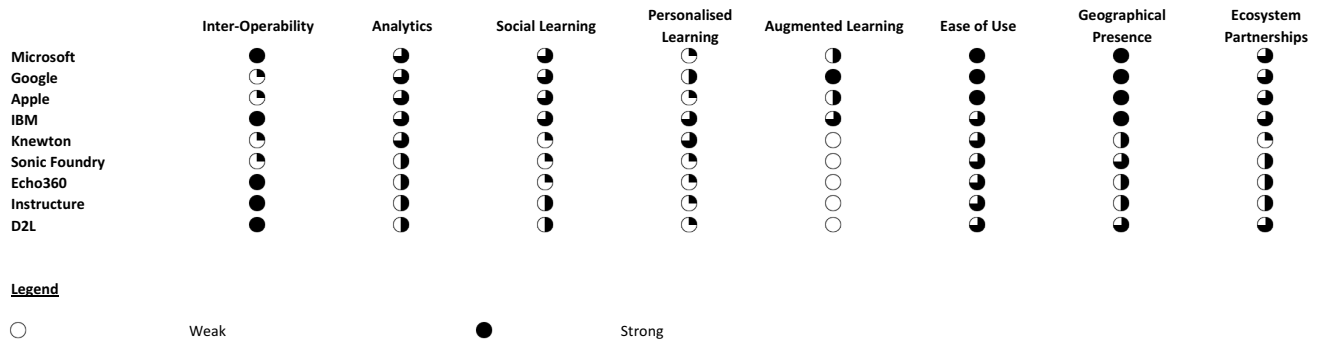 Inter-Operability Analytics Social Learning Personalised Learning Augmented Learning Ease of Use Geographical Presence Ecosystem Partnerships
Microsoft
Google
Apple
IBM
Knewton
Sonic Foundry
Echo360
Instructure
D2L
Legend
Weak Strong